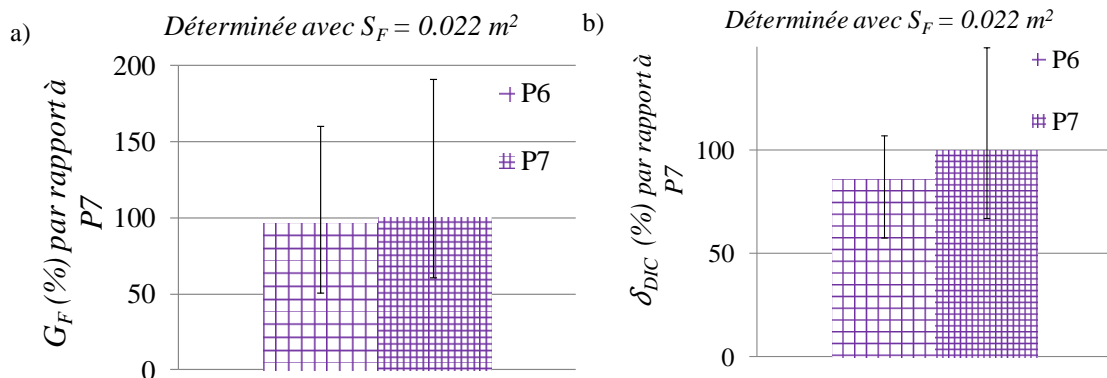 a)
Déterminée avec S_F = 0.022 m²
G_F (%) par rapport à
P7
200
150
100
50
0
P6
P7
b)
Déterminée avec S_F = 0.022 m²
δ_DIC (%) par rapport à
P7
100
50
0
P6
P7